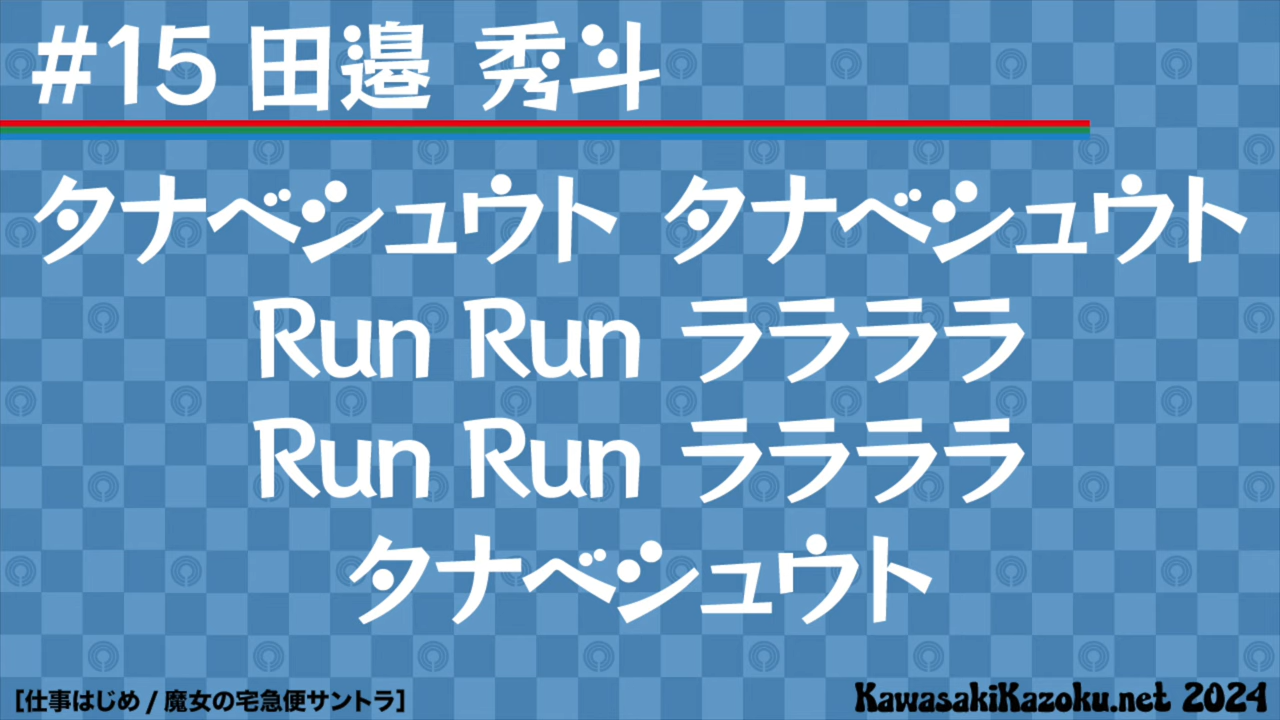 #15 田邉 秀斗
タナベシュウト タナベシュウト
Run Run ララララ
Run Run ララララ
タナベシュウト
[仕事はじめ / 魔女の宅急便サントラ]
KawasakiKazoku.net 2024